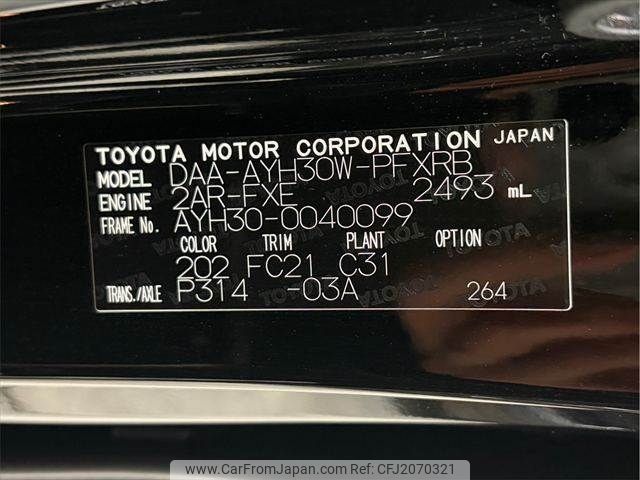 TOYOTA MOTOR CORPORATION JAPAN
MODEL DAA-AYH30W-PFXRB
ENGINE 2AR-FXE 2493 mL
FRAME No. AYH30-0040099
COLOR TRIM PLANT OPTION
202 FC21 C31
TRANS./AXLE P314 -03A 264
www.CarFromJapan.com - CFJ2070321